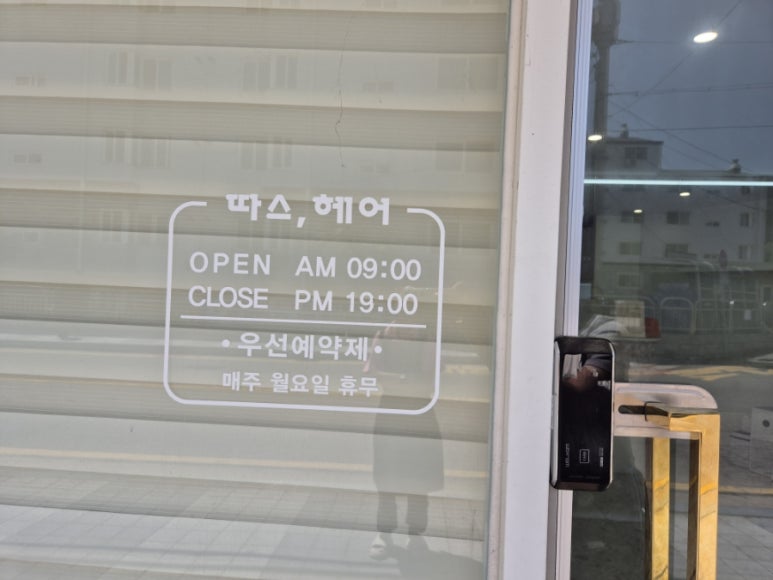 따스, 헤어
OPEN AM 09:00
CLOSE PM 19:00
•우선예약제•
매주 월요일 휴무